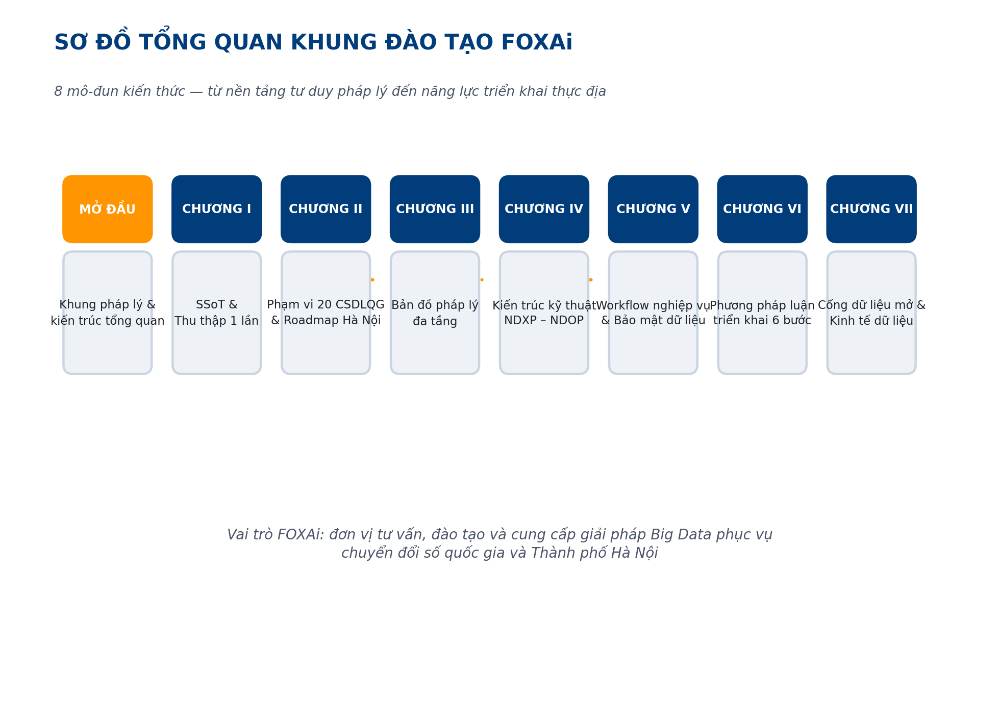 SƠ ĐỒ TỔNG QUAN KHUNG ĐÀO TẠO FOXAi
8 mô-đun kiến thức — từ nền tảng tư duy pháp lý đến năng lực triển khai thực địa
MỞ ĐẦU
CHƯƠNG I
CHƯƠNG II
CHƯƠNG III
CHƯƠNG IV
CHƯƠNG V
CHƯƠNG VI
CHƯƠNG VII
Khung pháp lý &
kiến trúc tổng quan
SSoT &
Thu thập 1 lần
Phạm vi 20 CSDLQG
& Roadmap Hà Nội
Bản đồ pháp lý
đa tầng
Kiến trúc kỹ thuật
NDXP – NDOP
Workflow nghiệp vụ
& Bảo mật dữ liệu
Phương pháp luận
triển khai 6 bước
Cổng dữ liệu mở &
Kinh tế dữ liệu
Vai trò FOXAi: đơn vị tư vấn, đào tạo và cung cấp giải pháp Big Data phục vụ
chuyển đổi số quốc gia và Thành phố Hà Nội